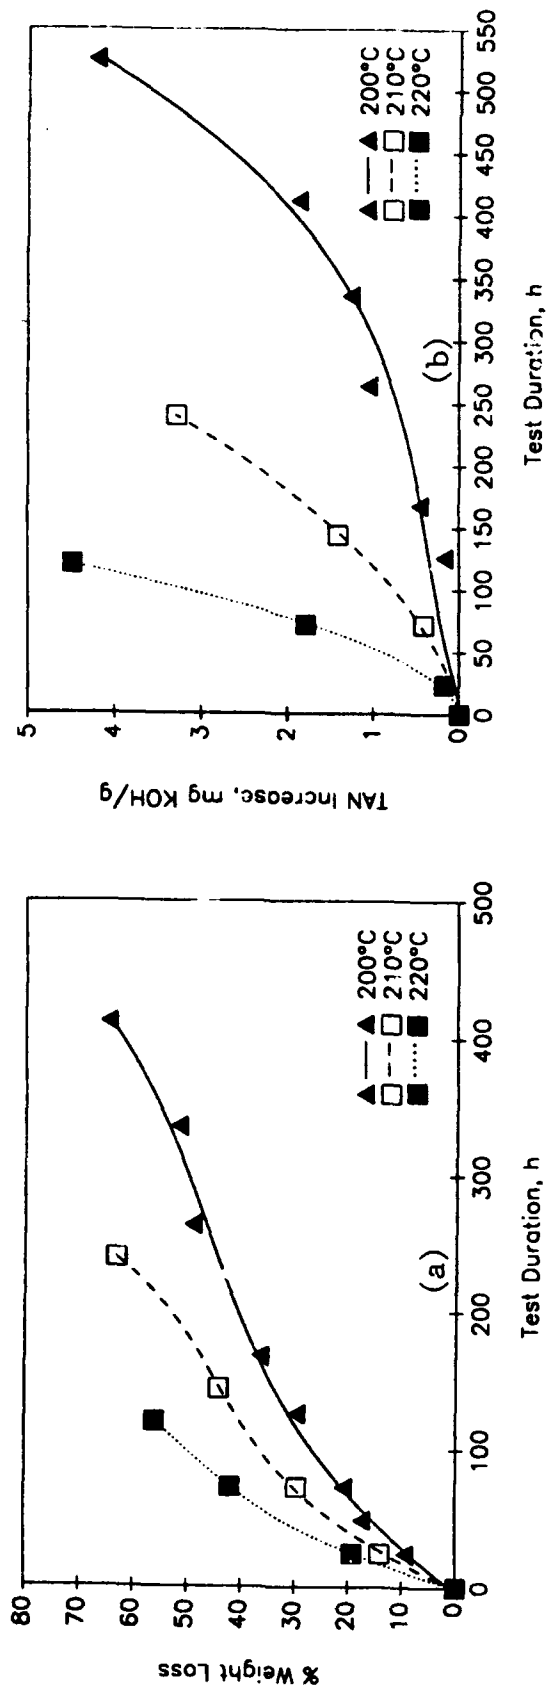 % Weight Loss
80
70
60
50
40
30
20
10
0
0 100 200 300 400 500
200°C
210°C
220°C
(a)
Test Duration, h
TAN Increase, mg KOH/g
5
4
3
2
1
0
0 50 100 150 200 250 300 350 400 450 500 550
200°C
210°C
220°C
(b)
Test Duration, h